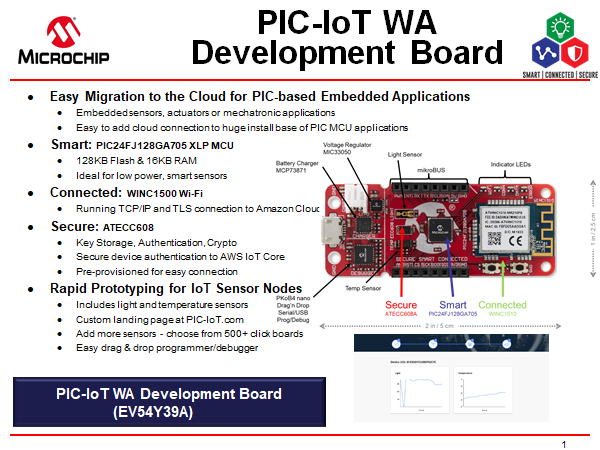 PIC-IoT WA
Development Board
MICROCHIP
SMART | CONNECTED | SECURE
Easy Migration to the Cloud for PIC-based Embedded Applications
Embedded sensors, actuators or mechatronic applications
Easy to add cloud connection to huge install base of PIC MCU applications
Smart: PIC24FJ128GA705 XLP MCU
128KB Flash & 16KB RAM
Ideal for low power, smart sensors
Connected: WINC1500 Wi-Fi
Running TCP/IP and TLS connection to Amazon Cloud
Secure: ATECC608
Key Storage, Authentication, Crypto
Secure device authentication to AWS IoT Core
Pre-provisioned for easy connection
Rapid Prototyping for IoT Sensor Nodes
Includes light and temperature sensors
Custom landing page at PIC-IoT.com
Add more sensors - choose from 500+ click boards
Easy drag & drop programmer/debugger
Voltage Regulator
MIC33050
Light Sensor
Battery Charger
MCP73871
mikroBUS
Indicator LEDs
WINC1510
CHARGER
DEBUGGER
SECURE SMART CONNECTED
1 in / 2.5 cm
Temp Sensor
PKoB4 nano
Drag'n Drop
Serial/USB
Prog/Debug
Secure
ATECC608A
Smart
PIC24FJ128GA705
Connected
WINC1510
2 in / 5 cm
Light
Temperature
PIC-IoT WA Development Board
(EV54Y39A)
1